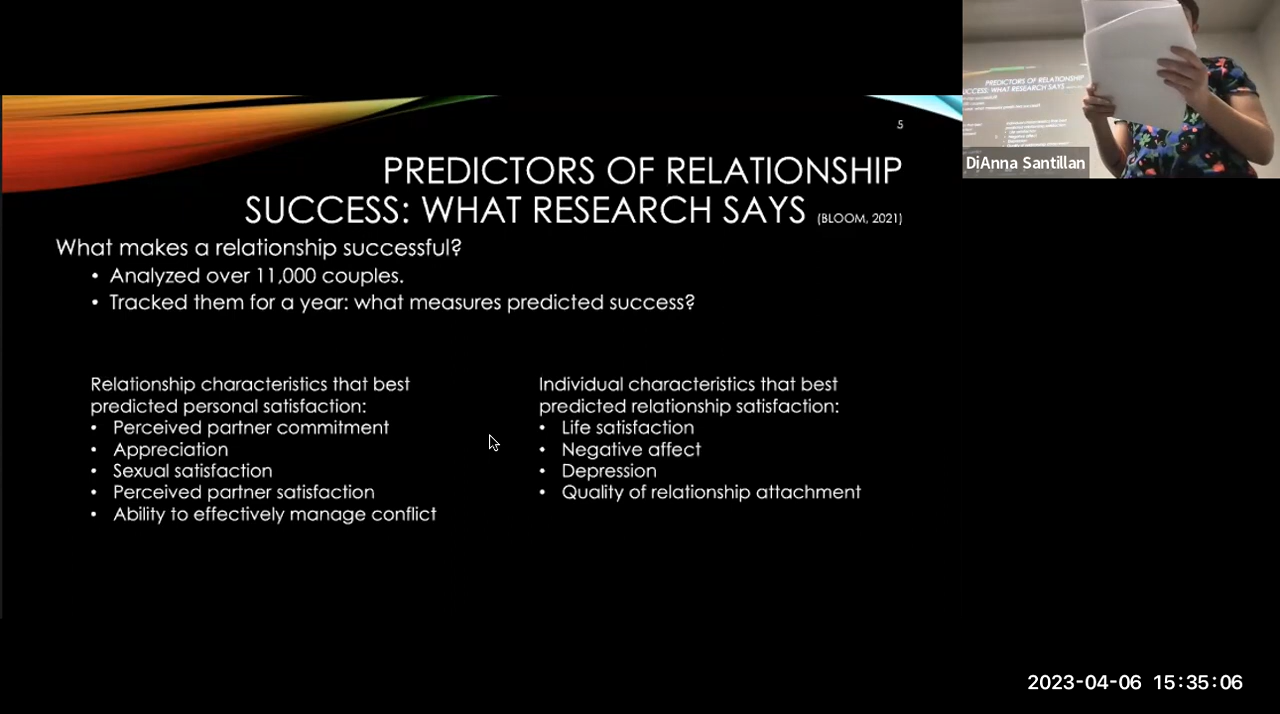 5
PREDICTORS OF RELATIONSHIP
SUCCESS: WHAT RESEARCH SAYS (BLOOM, 2021)
What makes a relationship successful?
• Analyzed over 11,000 couples.
• Tracked them for a year: what measures predicted success?
Relationship characteristics that best
predicted personal satisfaction:
• Perceived partner commitment
• Appreciation
• Sexual satisfaction
• Perceived partner satisfaction
• Ability to effectively manage conflict
Individual characteristics that best
predicted relationship satisfaction:
• Life satisfaction
• Negative affect
• Depression
• Quality of relationship attachment
PREDICTORS OF RELATIONSHIP
SUCCESS: WHAT RESEARCH SAYS
DiAnna Santillan
2023-04-06 15:35:06